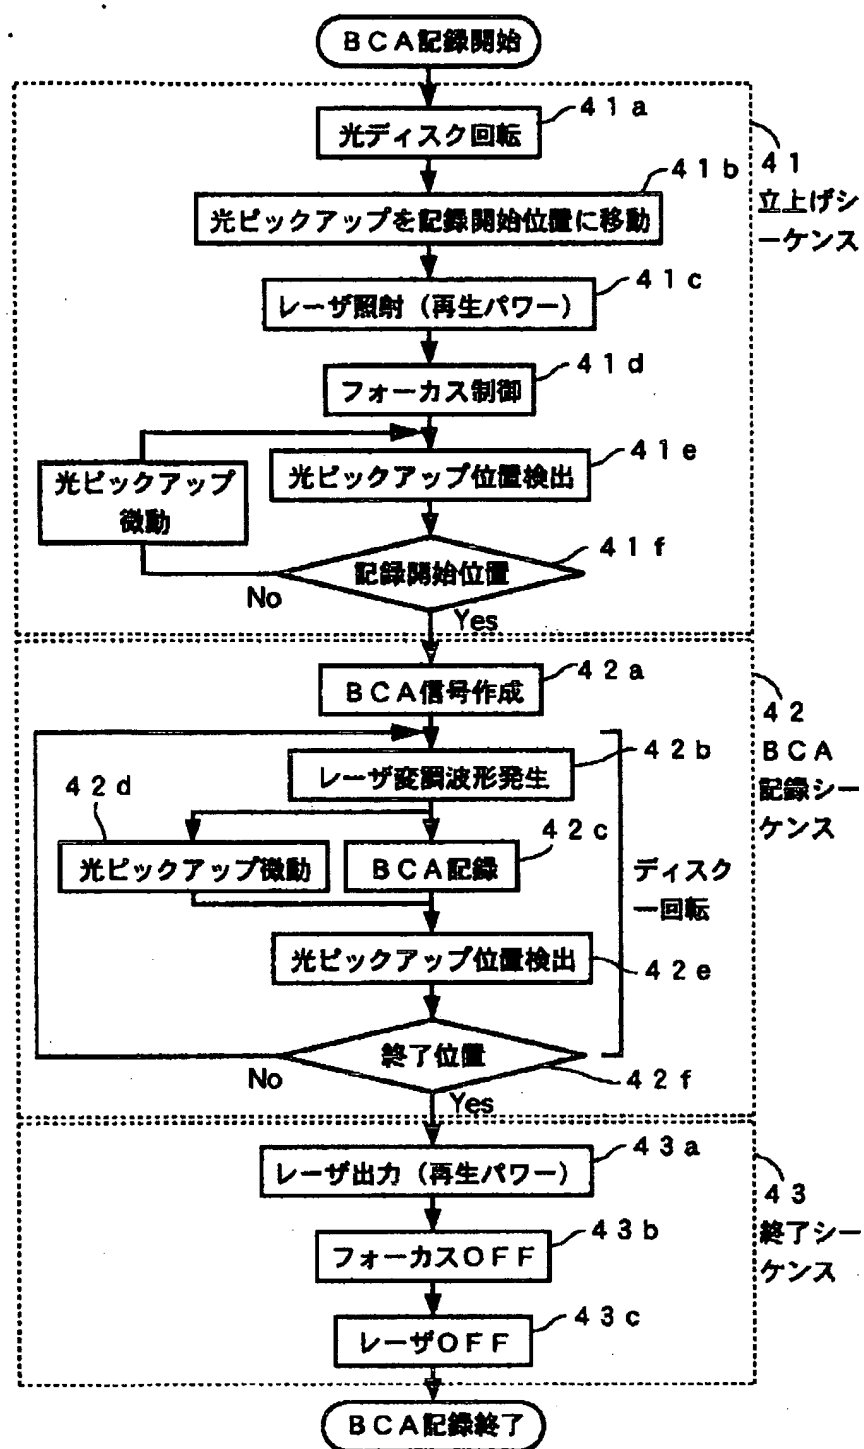 ＢＣＡ記録開始
４１ａ
光ディスク回転
４１
立上げシ
ーケンス
４１ｂ
光ピックアップを記録開始位置に移動
４１ｃ
レーザ照射（再生パワー）
４１ｄ
フォーカス制御
４１ｅ
光ピックアップ位置検出
光ピックアップ
微動
４１ｆ
記録開始位置
No
Yes
４２ａ
ＢＣＡ信号作成
４２
ＢＣＡ
記録シー
ケンス
４２ｂ
レーザ変調波形発生
４２ｄ
４２ｃ
光ピックアップ微動
ＢＣＡ記録
ディスク
一回転
光ピックアップ位置検出
４２ｅ
終了位置
No
４２ｆ
Yes
４３ａ
レーザ出力（再生パワー）
４３
終了シー
ケンス
４３ｂ
フォーカスＯＦＦ
４３ｃ
レーザＯＦＦ
ＢＣＡ記録終了